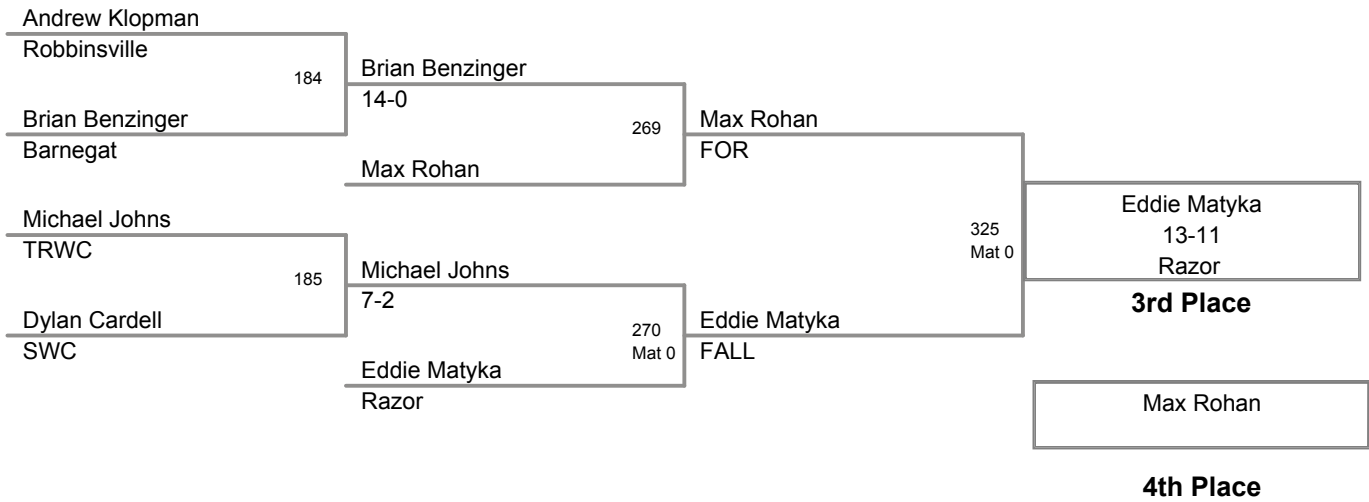 Andrew Klopman
Robbinsville
184
Brian Benzinger
14-0
Brian Benzinger
Barnegat
269
Max Rohan
FOR
Max Rohan
Michael Johns
TRWC
185
Michael Johns
7-2
Dylan Cardell
SWC
270
Mat 0
Eddie Matyka
FALL
Eddie Matyka
Razor
325
Mat 0
Eddie Matyka
13-11
Razor
3rd Place
Max Rohan
4th Place